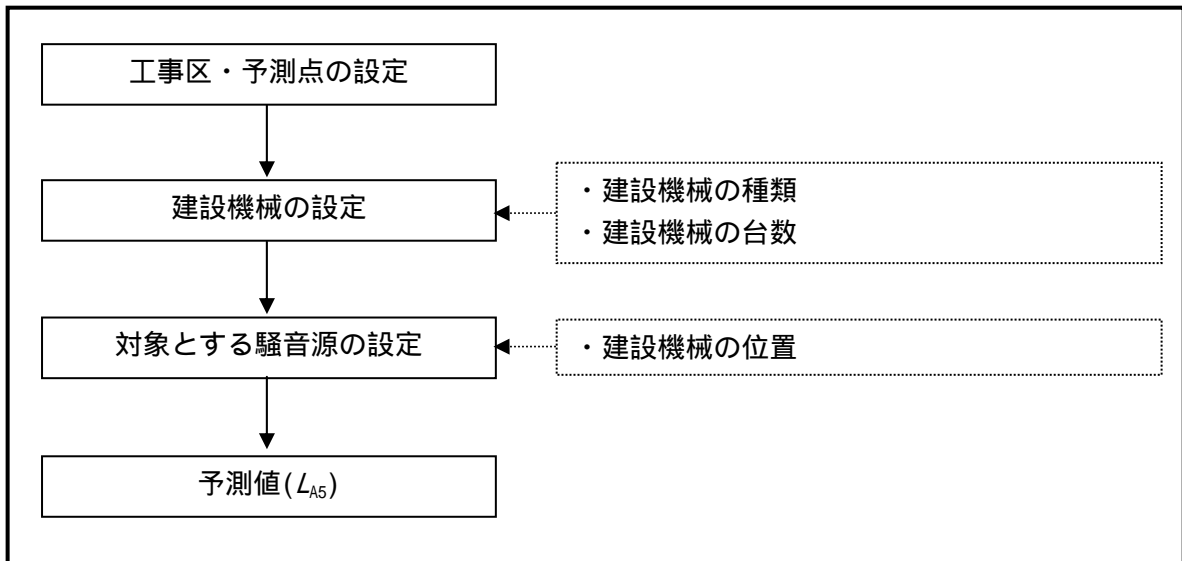 工事区・予測点の設定
建設機械の設定
・建設機械の種類
・建設機械の台数
対象とする騒音源の設定
・建設機械の位置
予測値(LA5)